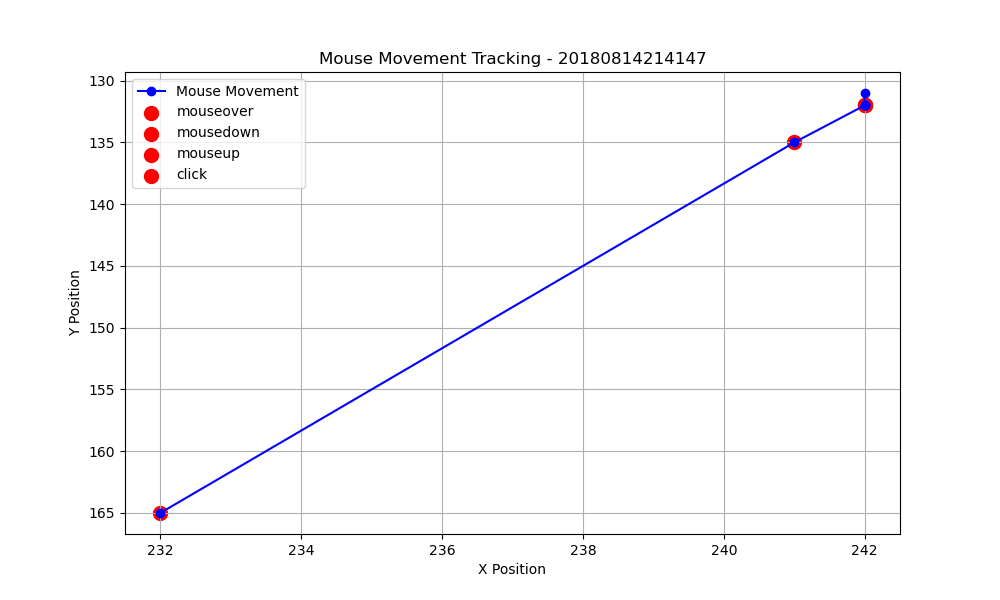 Mouse Movement Tracking - 20180814214147
Mouse Movement
mouseover
mousedown
mouseup
click
130
135
140
145
150
155
160
165
Y Position
232 234 236 238 240 242
X Position